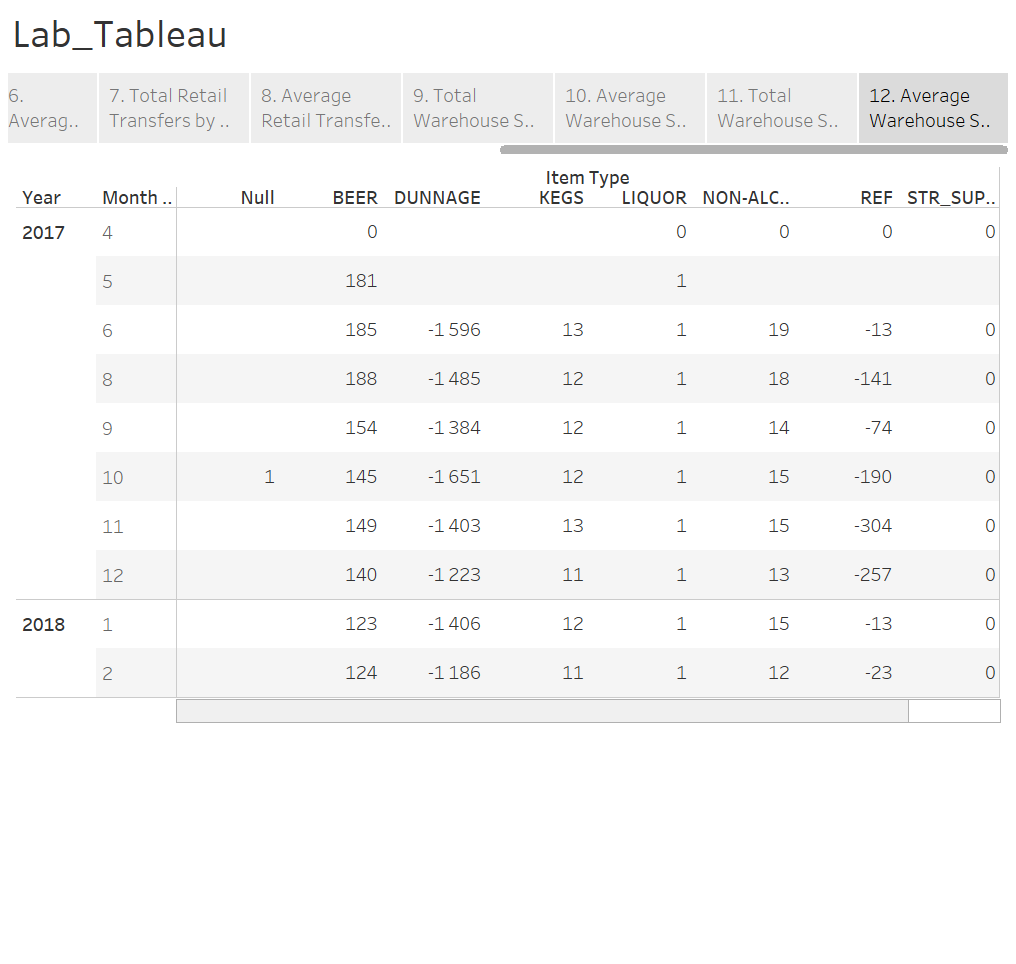 Lab_Tableau
6. Averag..
7. Total Retail Transfers by ..
8. Average Retail Transfe..
9. Total Warehouse S..
10. Average Warehouse S..
11. Total Warehouse S..
12. Average Warehouse S..
Item Type
Year Month .. Null BEER DUNNAGE KEGS LIQUOR NON-ALC.. REF STR_SUP..
2017 4 0 0 0 0 0
5 181 1
6 185 -1 596 13 1 19 -13 0
8 188 -1 485 12 1 18 -141 0
9 154 -1 384 12 1 14 -74 0
10 1 145 -1 651 12 1 15 -190 0
11 149 -1 403 13 1 15 -304 0
12 140 -1 223 11 1 13 -257 0
2018 1 123 -1 406 12 1 15 -13 0
2 124 -1 186 11 1 12 -23 0